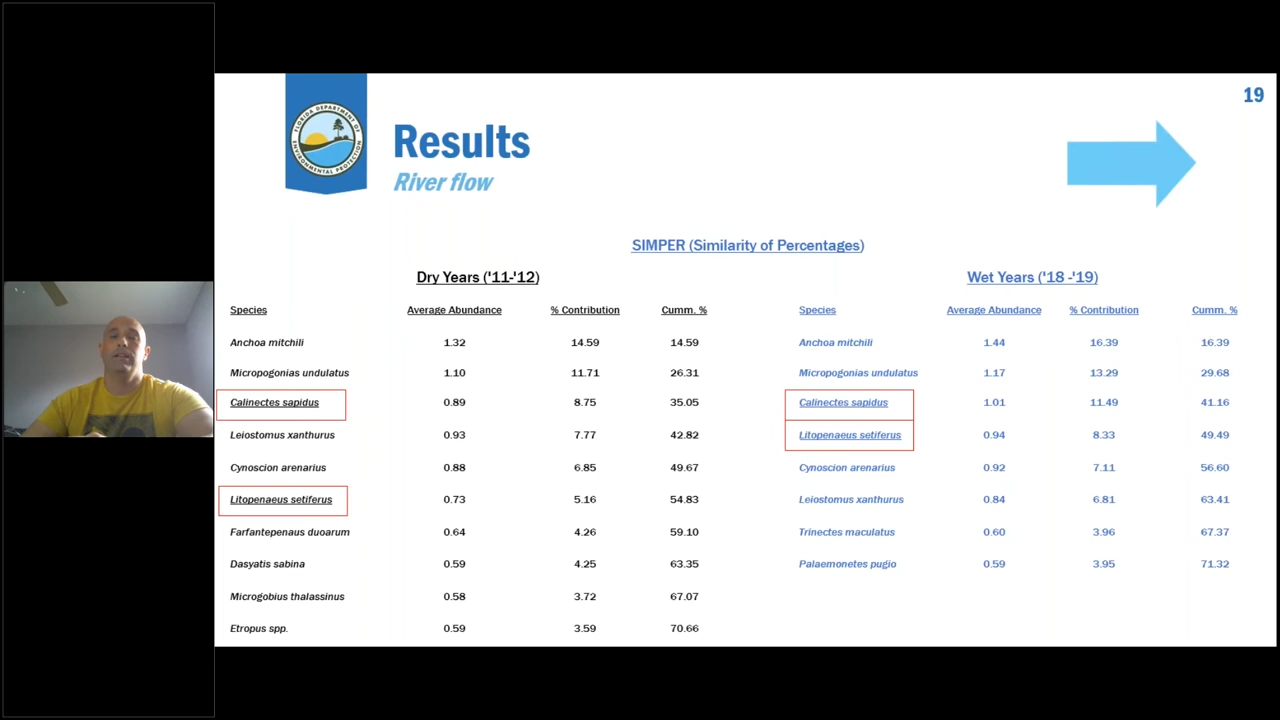 19
FLORIDA DEPARTMENT OF
ENVIRONMENTAL PROTECTION
Results
River flow
SIMPER (Similarity of Percentages)
Dry Years ('11-'12)
Species Average Abundance % Contribution Cumm. %
Anchoa mitchili 1.32 14.59 14.59
Micropogonias undulatus 1.10 11.71 26.31
Calinectes sapidus 0.89 8.75 35.05
Leiostomus xanthurus 0.93 7.77 42.82
Cynoscion arenarius 0.88 6.85 49.67
Litopenaeus setiferus 0.73 5.16 54.83
Farfantepenaus duoarum 0.64 4.26 59.10
Dasyatis sabina 0.59 4.25 63.35
Microgobius thalassinus 0.58 3.72 67.07
Etropus spp. 0.59 3.59 70.66
Wet Years ('18 -'19)
Species Average Abundance % Contribution Cumm. %
Anchoa mitchili 1.44 16.39 16.39
Micropogonias undulatus 1.17 13.29 29.68
Calinectes sapidus 1.01 11.49 41.16
Litopenaeus setiferus 0.94 8.33 49.49
Cynoscion arenarius 0.92 7.11 56.60
Leiostomus xanthurus 0.84 6.81 63.41
Trinectes maculatus 0.60 3.96 67.37
Palaemonetes pugio 0.59 3.95 71.32